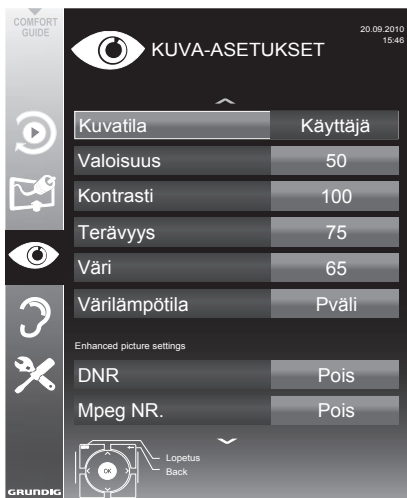 COMFORT
GUIDE
KUVA-ASETUKSET
20.09.2010
15:46
Kuvatila Käyttäjä
Valoisuus 50
Kontrasti 100
Terävyys 75
Väri 65
Värilämpötila Pväli
Enhanced picture settings
DNR Pois
Mpeg NR. Pois
Lopetus
OK
Back
GRUNDIG